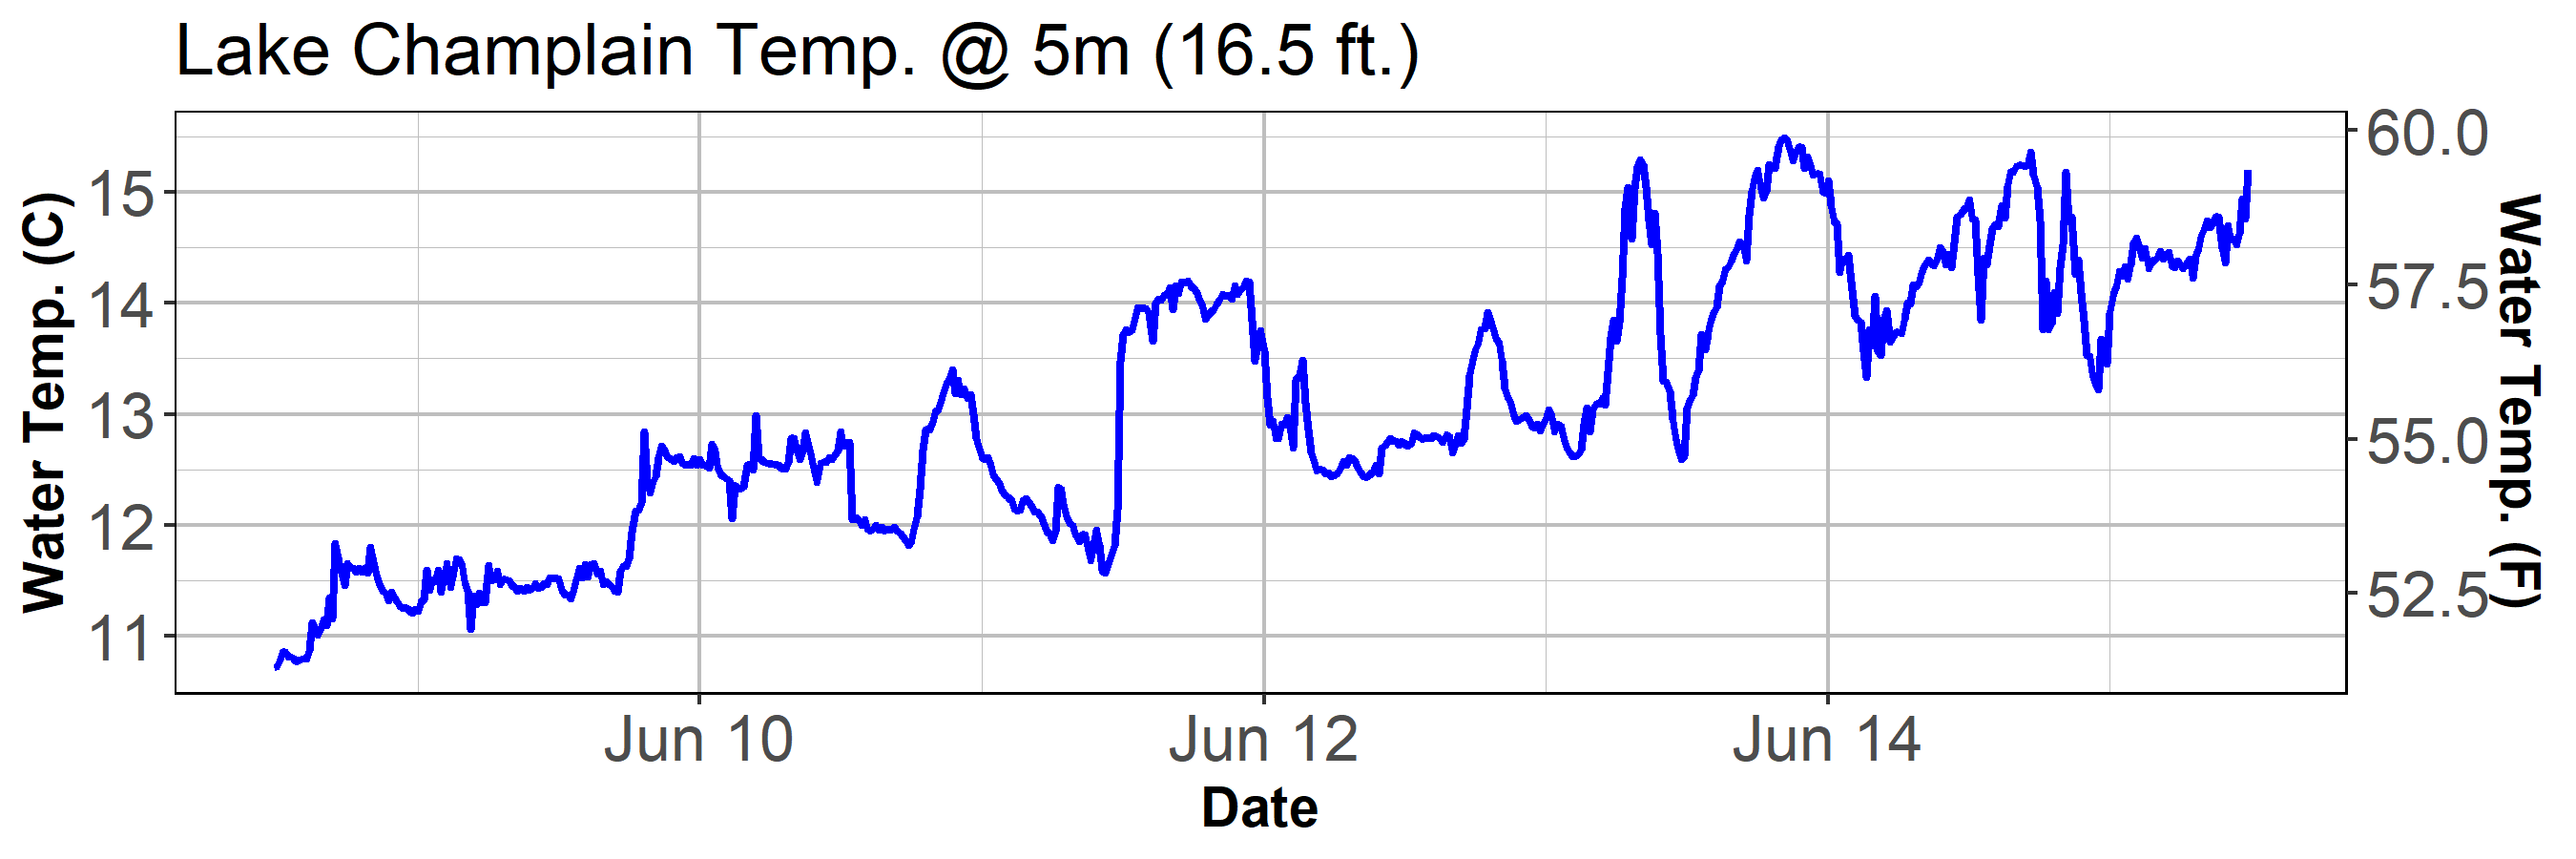 Lake Champlain Temp. @ 5m (16.5 ft.)
Water Temp. (C)
15
14
13
12
11
60.0
57.5
55.0
52.5
Water Temp. (F)
Jun 10
Jun 12
Jun 14
Date